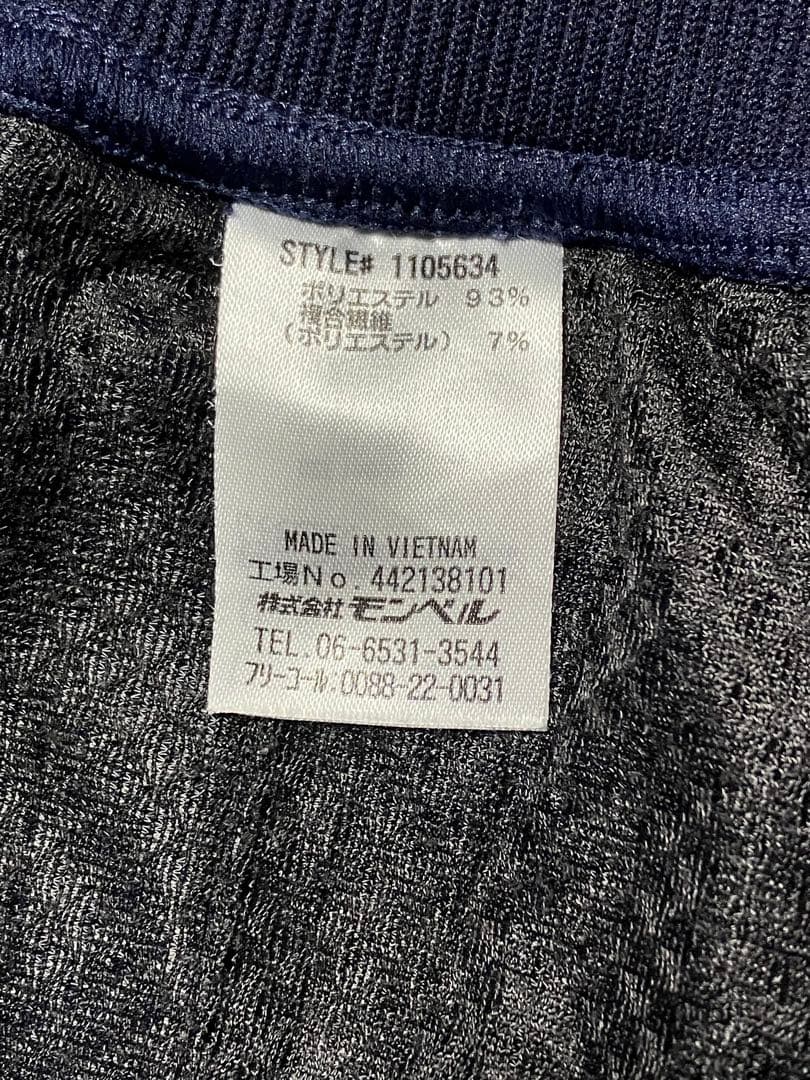 STYLE# 1105634
ポリエステル 93%
複合繊維
(ポリエステル) 7%
MADE IN VIETNAM
工場No. 442138101
株式会社 モンベル
TEL.06-6531-3544
フリーコール.0088-22-0031